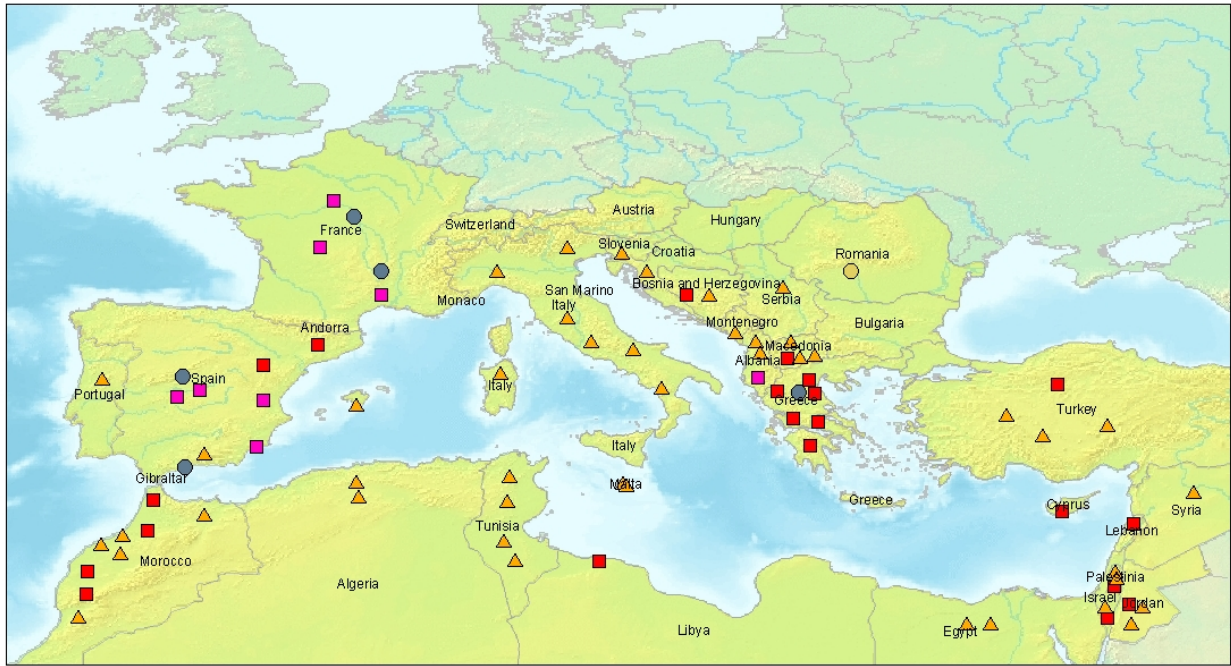 Austria
Hungary
Switzerland
France
Slovenia
Croatia
Romania
Bosnia and Herzegovina
San Marino
Monaco
Italy
Serbia
Montenegro
Bulgaria
Andorra
Macedonia
Albania
Spain
Portugal
Italy
Greece
Turkey
Italy
Gibraltar
Malta
Greece
Cyprus
Syria
Tunisia
Lebanon
Morocco
Algeria
Palestinia
Israel
Jordan
Libya
Egypt